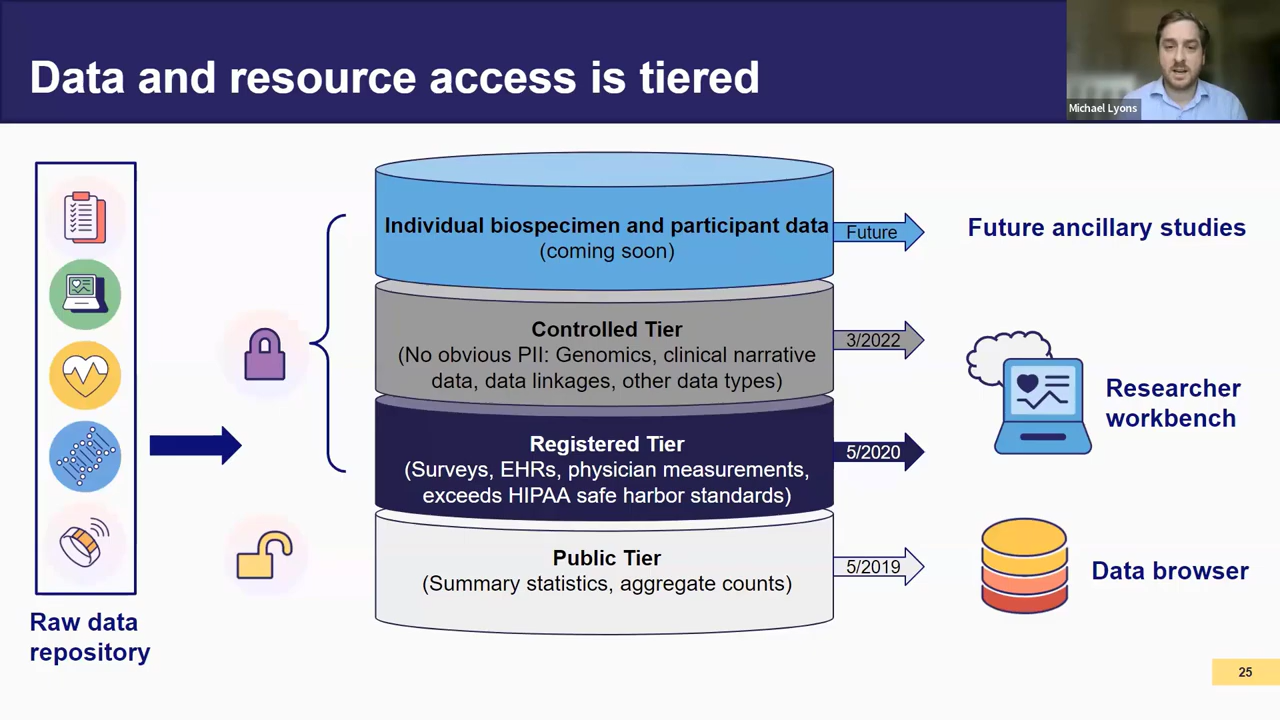 Data and resource access is tiered
Michael Lyons
Individual biospecimen and participant data
(coming soon)
Future
Future ancillary studies
Controlled Tier
(No obvious PII: Genomics, clinical narrative
data, data linkages, other data types)
3/2022
Researcher
workbench
Registered Tier
(Surveys, EHRs, physician measurements,
exceeds HIPAA safe harbor standards)
5/2020
Public Tier
(Summary statistics, aggregate counts)
5/2019
Data browser
Raw data
repository
25